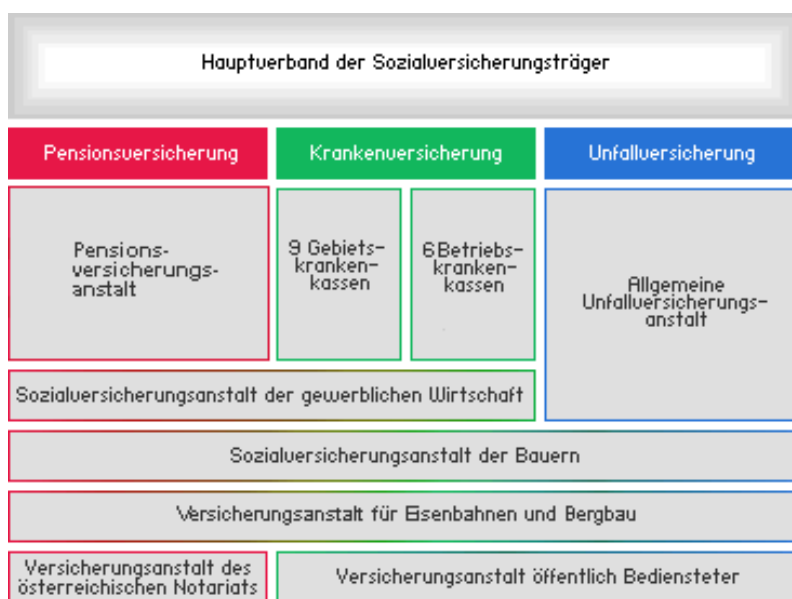 Hauptverband der Sozialversicherungsträger
Pensionsversicherung
Krankenversicherung
Unfallversicherung
Pensions-
versicherungs-
anstalt
9 Gebiets-
kranken-
kassen
6 Betriebs-
kranken-
kassen
Allgemeine
Unfallversicherungs-
anstalt
Sozialversicherungsanstalt der gewerblichen Wirtschaft
Sozialversicherungsanstalt der Bauern
Versicherungsanstalt für Eisenbahnen und Bergbau
Versicherungsanstalt des
österreichischen Notariats
Versicherungsanstalt öffentlich Bediensteter